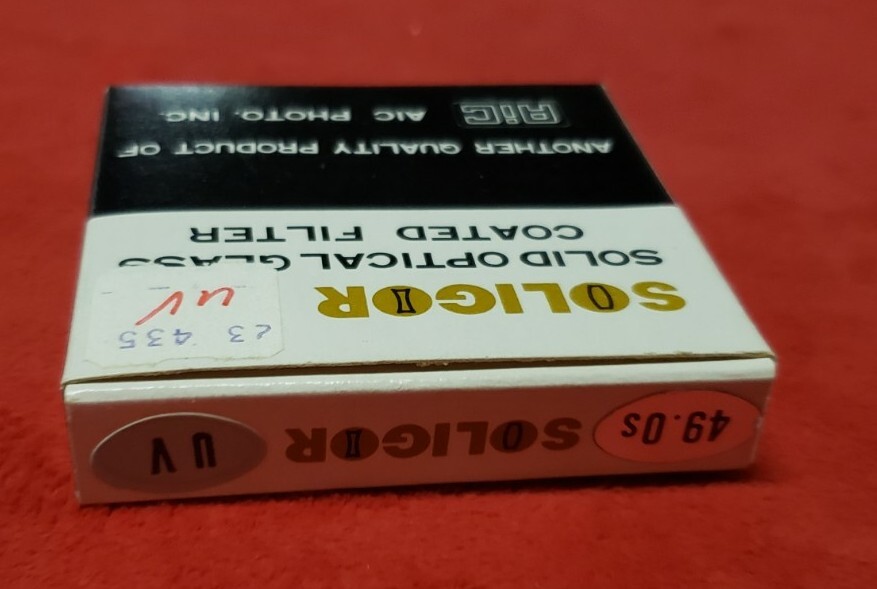 49.0s SOLIGOR UV
SOLIGOR
23 435
UV
SOLID OPTICAL GLASS
COATED FILTER
ANOTHER QUALITY PRODUCT OF
AIC AIC PHOTO. INC.